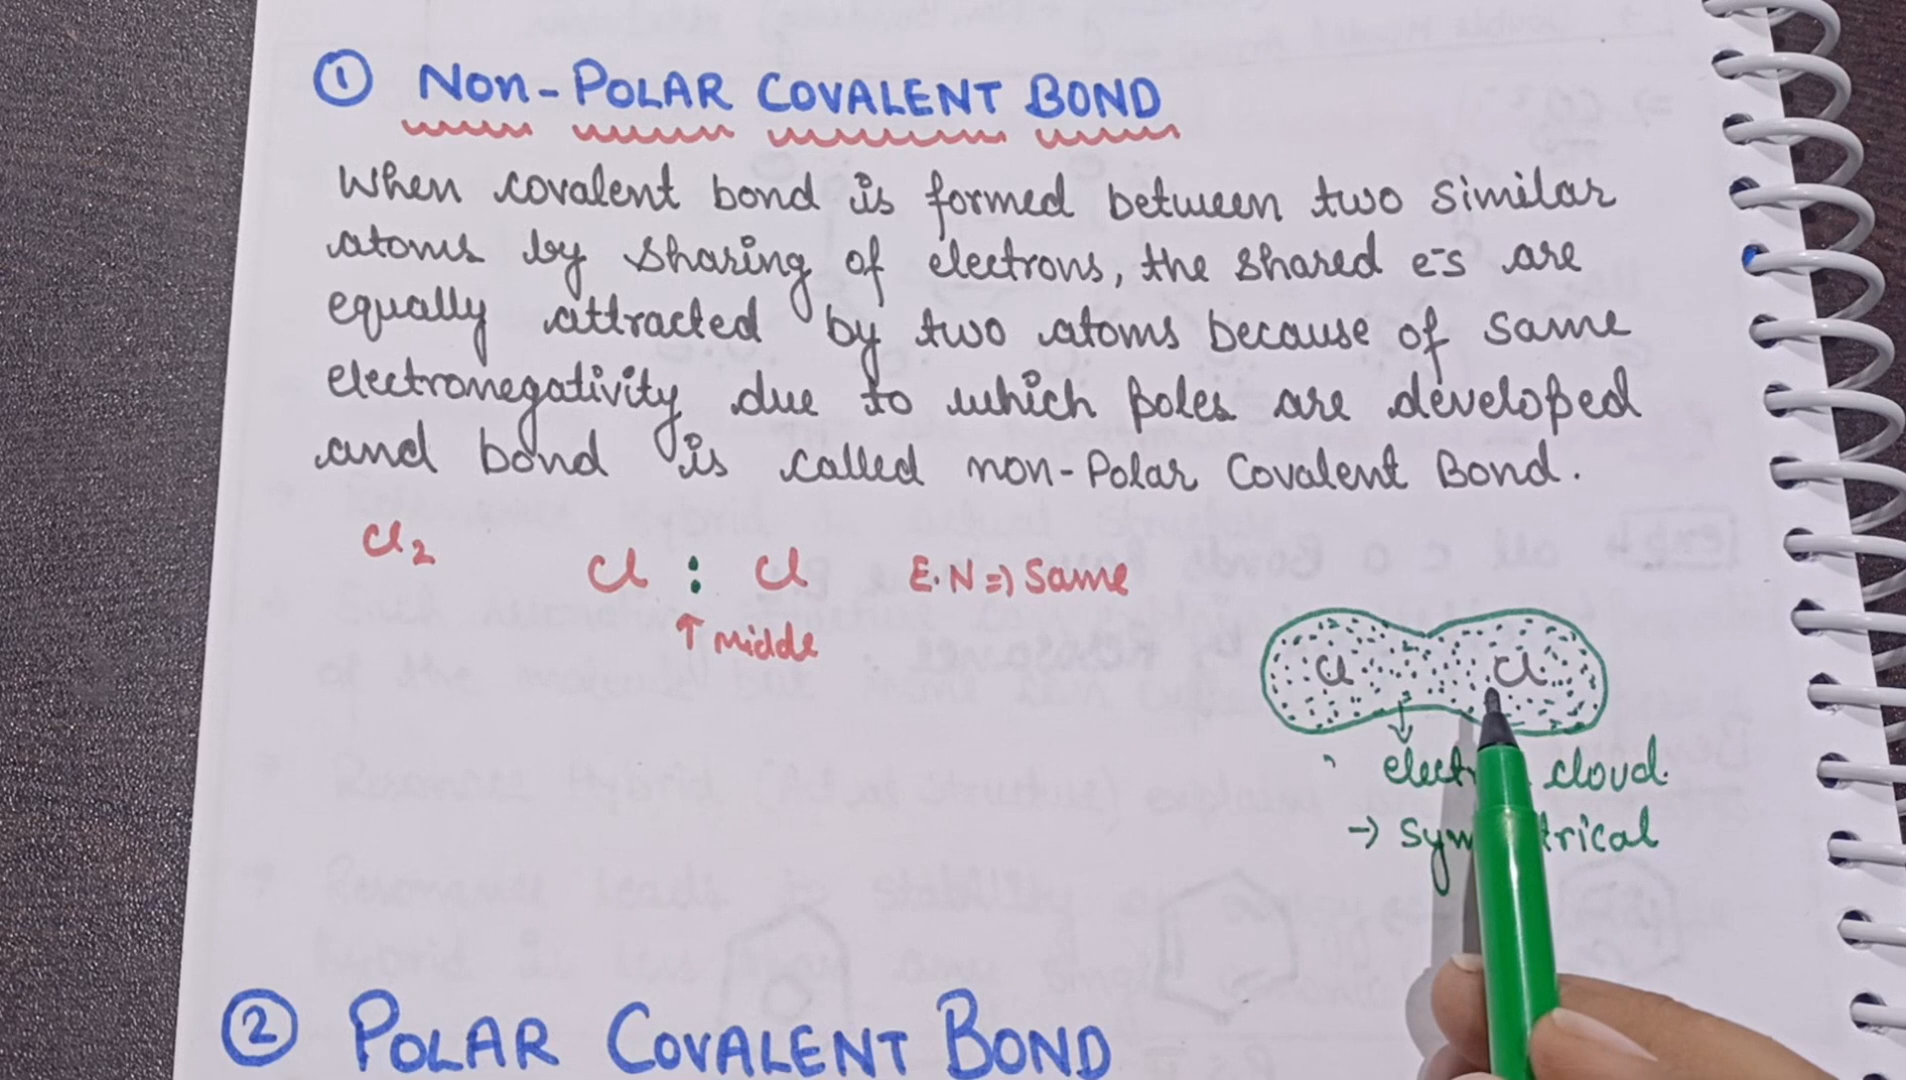 ① NON-POLAR COVALENT BOND
When covalent bond is formed between two similar
atoms by sharing of electrons, the shared e-s are
equally attracted by two atoms because of same
electronegativity due to which poles are developed
and bond is called non-Polar Covalent Bond.
Cl2
Cl : Cl E.N => Same
↑ middle
Cl Cl
cloud.
→
② POLAR COVALENT BOND